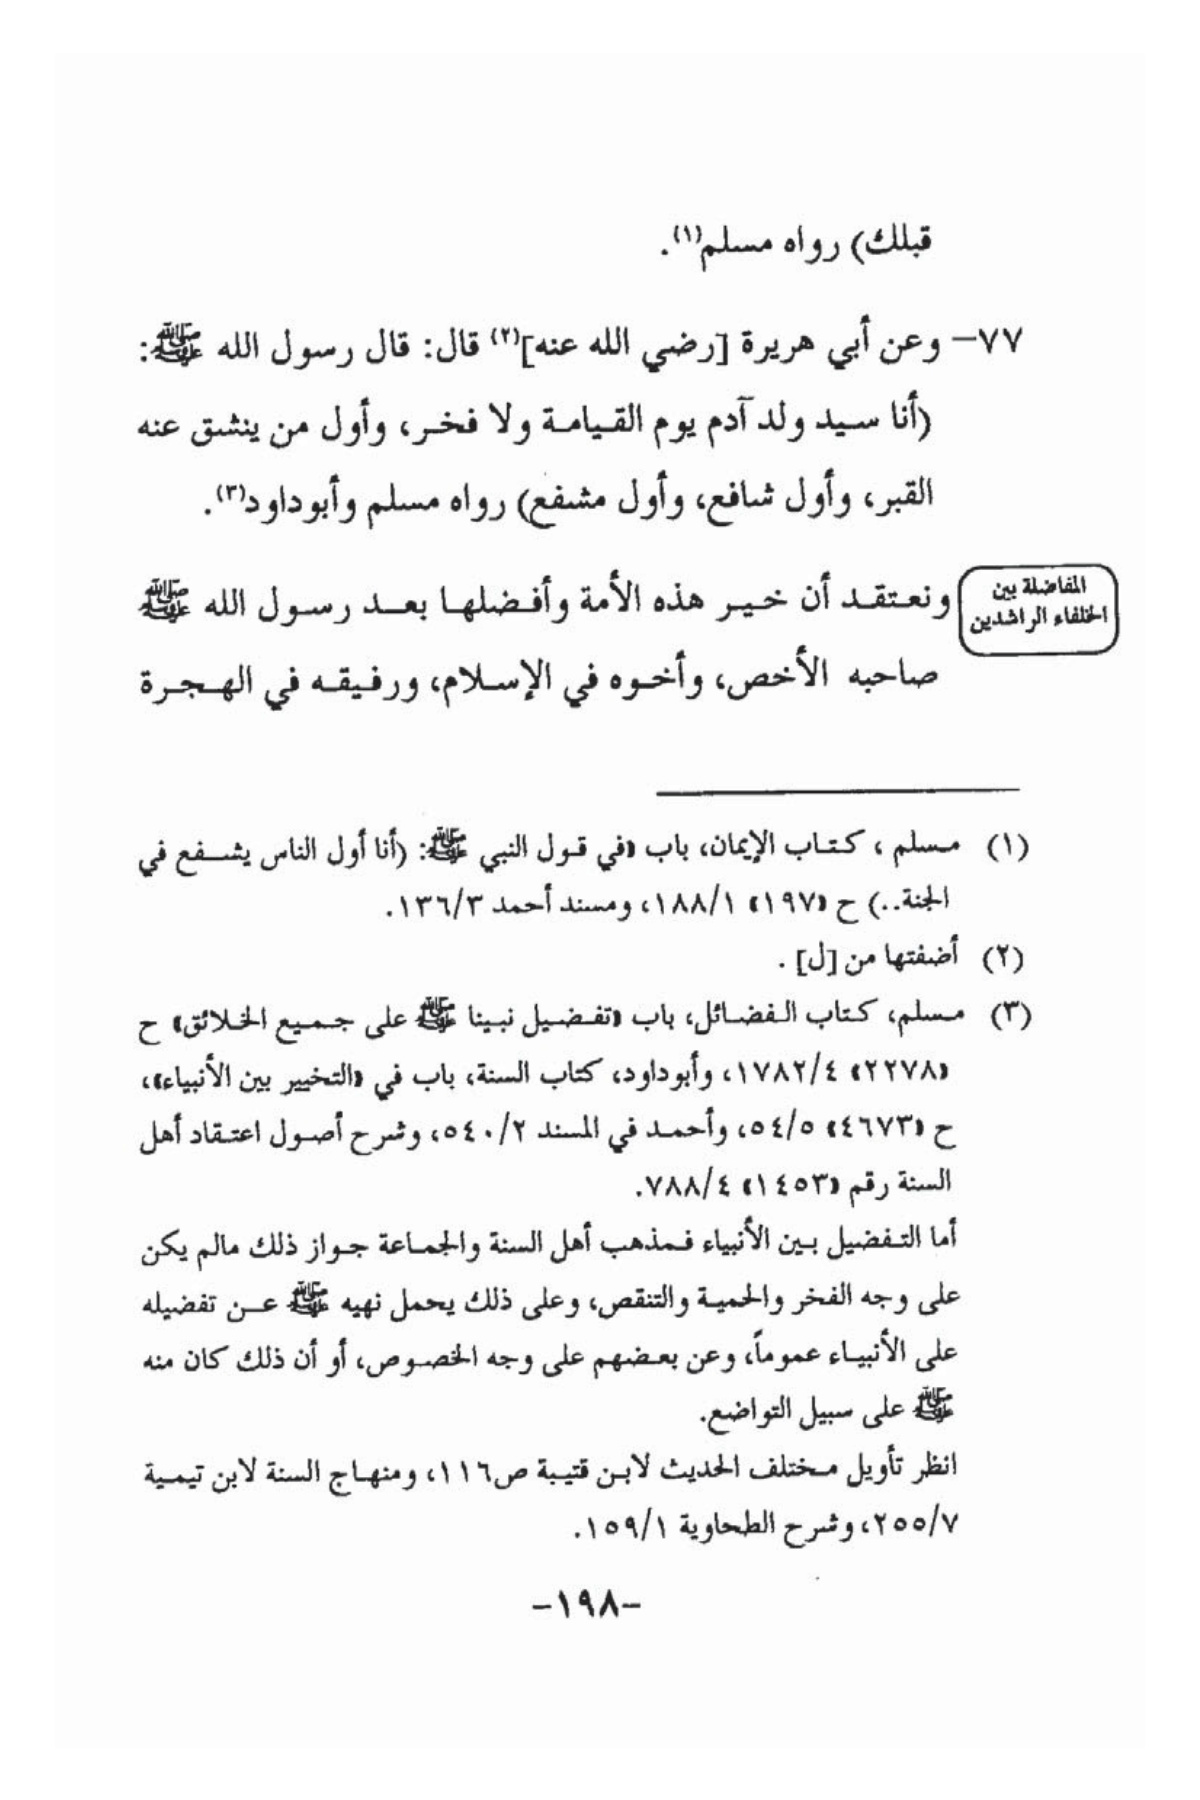 قبلك) رواه مسلم(١).
٧٧- وعن أبي هريرة [رضي الله عنه](٢) قال: قال رسول الله ﷺ:
(أنا سيد ولد آدم يوم القيامة ولا فخر، وأول من ينشق عنه
القبر، وأول شافع، وأول مشفع) رواه مسلم وأبوداود(٣).
المفاضلة بين
الخلفاء الراشدين
ونعتقد أن خير هذه الأمة وأفضلها بعد رسول الله ﷺ
صاحبه الأخص، وأخوه في الإسلام، ورفيقه في الهجرة
(١) مسلم ، كتاب الإيمان، باب «في قول النبي ﷺ: (أنا أول الناس يشفع في
الجنة..) ح «١٩٧» ١٨٨/١، ومسند أحمد ١٣٦/٣.
(٢) أضفتها من [ل] .
(٣) مسلم، كتاب الفضائل، باب «تفضيل نبينا ﷺ على جميع الخلائق» ح
«٢٢٧٨» ١٧٨٢/٤، وأبوداود، كتاب السنة، باب في «التخيير بين الأنبياء»،
ح «٤٦٧٣» ٥٤/٥، وأحمد في المسند ٥٤٠/٢، وشرح أصول اعتقاد أهل
السنة رقم «١٤٥٣» ٧٨٨/٤.
أما التفضيل بين الأنبياء فمذهب أهل السنة والجماعة جواز ذلك مالم يكن
على وجه الفخر والحمية والتنقص، وعلى ذلك يحمل نهيه ﷺ عن تفضيله
على الأنبياء عموماً، وعن بعضهم على وجه الخصوص، أو أن ذلك كان منه
ﷺ على سبيل التواضع.
انظر تأويل مختلف الحديث لابن قتيبة ص١١٦، ومنهاج السنة لابن تيمية
٢٥٥/٧، وشرح الطحاوية ١٥٩/١.
-١٩٨-